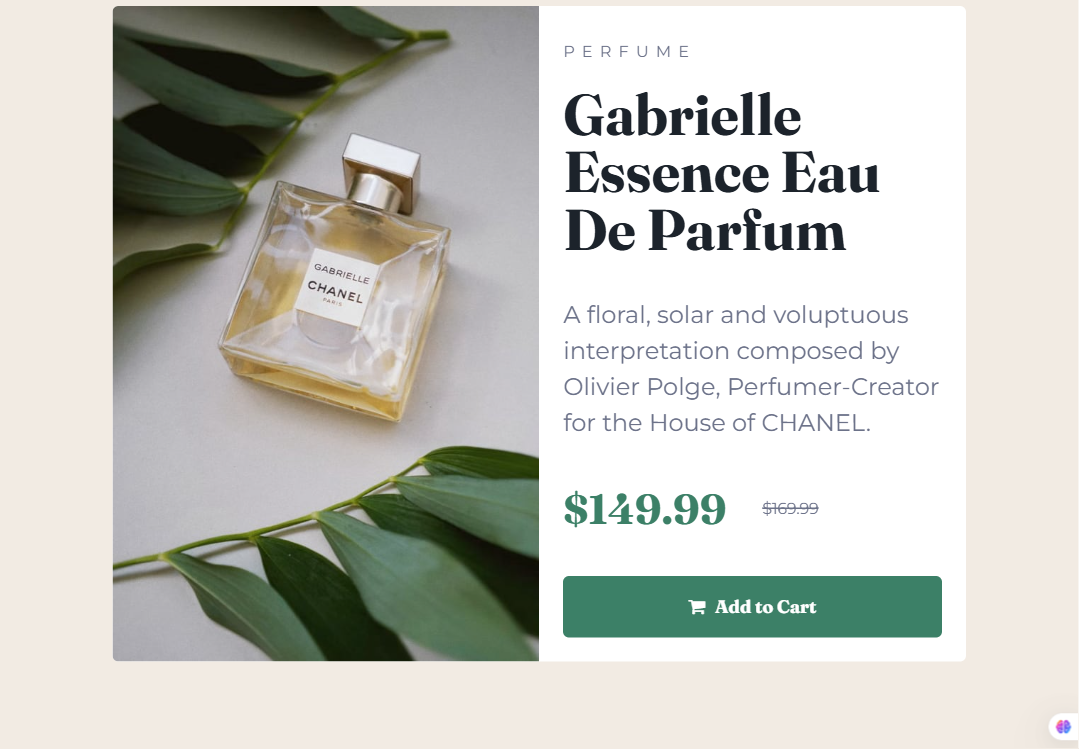 GABRIELLE
CHANEL
PARIS
PERFUME
Gabrielle
Essence Eau
De Parfum
A floral, solar and voluptuous
interpretation composed by
Olivier Polge, Perfumer-Creator
for the House of CHANEL.
$149.99 $169.99
Add to Cart